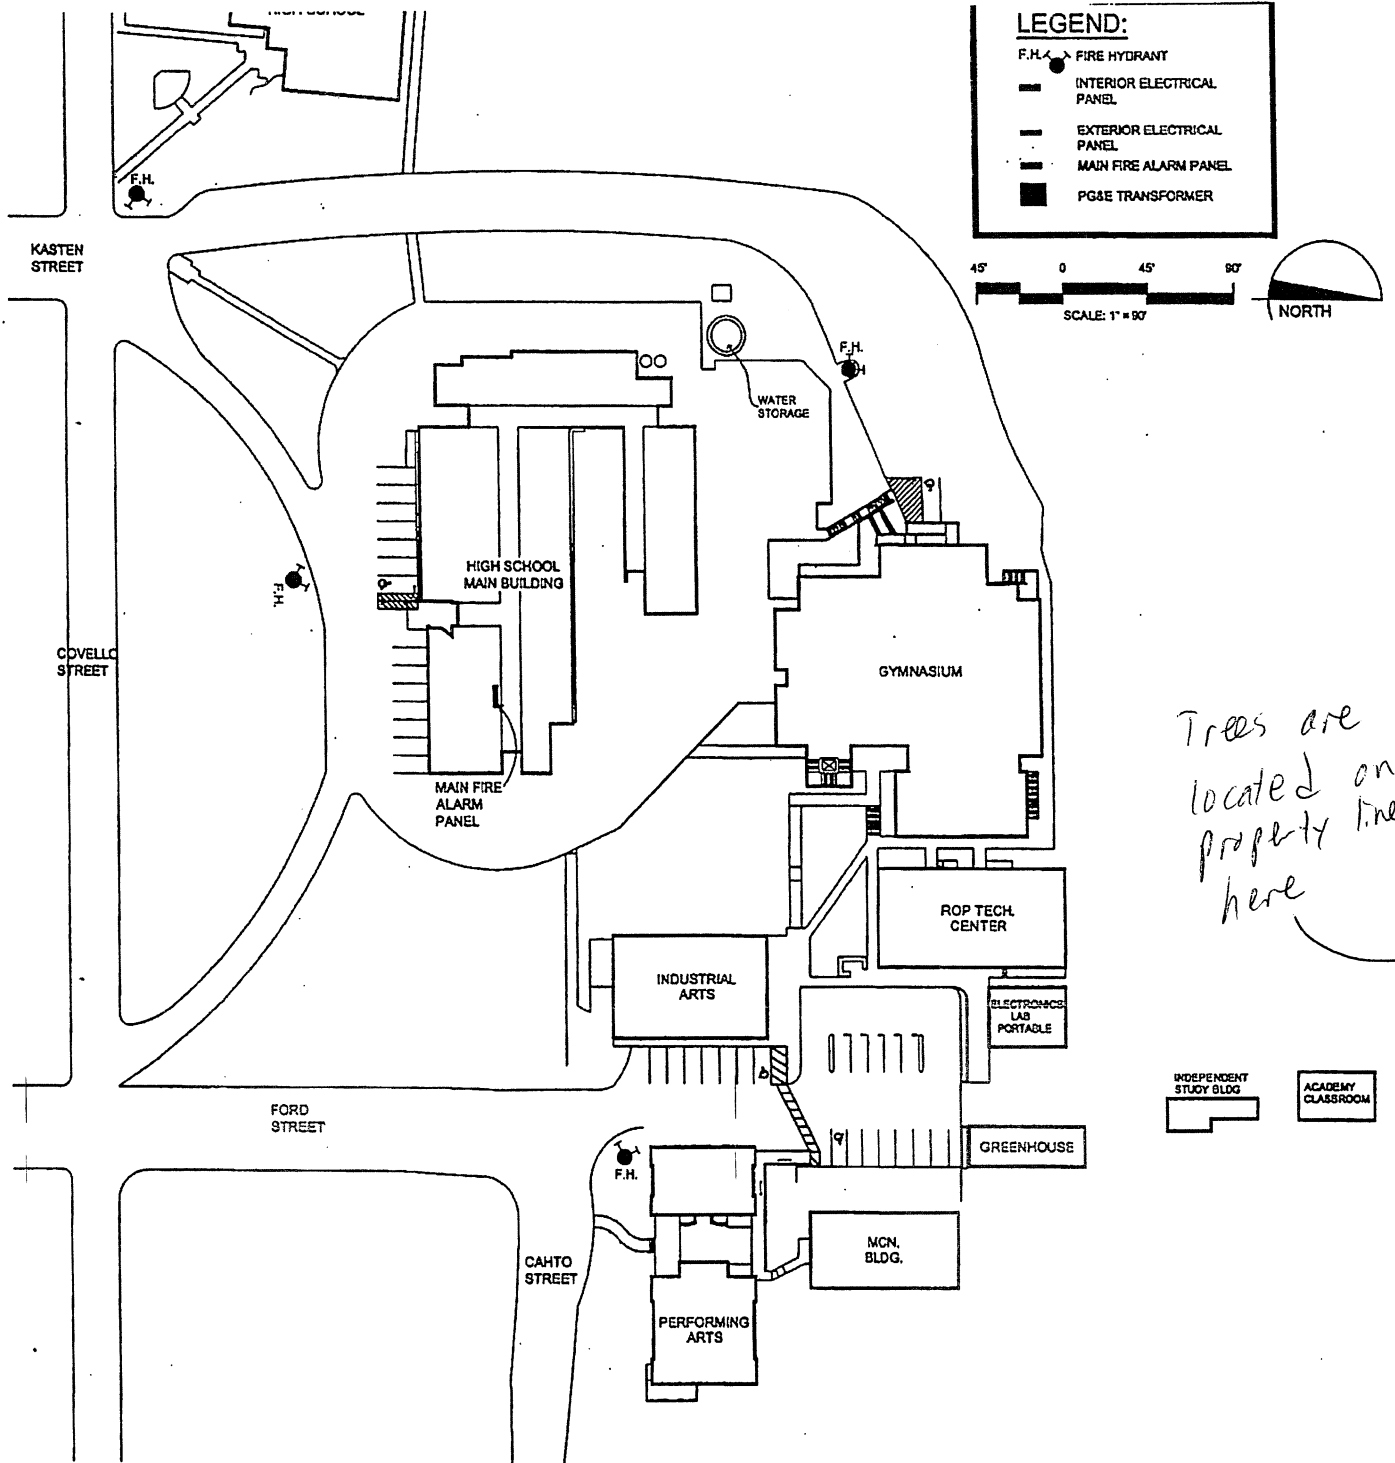 HIGH SCHOOL
LEGEND:
F.H. FIRE HYDRANT
INTERIOR ELECTRICAL
PANEL
EXTERIOR ELECTRICAL
PANEL
MAIN FIRE ALARM PANEL
PG&E TRANSFORMER
F.H.
KASTEN
STREET
45' 0 45' 90'
SCALE: 1" = 90'
NORTH
F.H.
WATER
STORAGE
HIGH SCHOOL
MAIN BUILDING
F.H.
COVELLO
STREET
GYMNASIUM
Trees are
located on
property line
here
MAIN FIRE
ALARM
PANEL
ROP TECH.
CENTER
INDUSTRIAL
ARTS
ELECTRONICS
LAB
PORTABLE
INDEPENDENT
STUDY BLDG
ACADEMY
CLASSROOM
FORD
STREET
GREENHOUSE
F.H.
MCN.
BLDG.
CAHTO
STREET
PERFORMING
ARTS